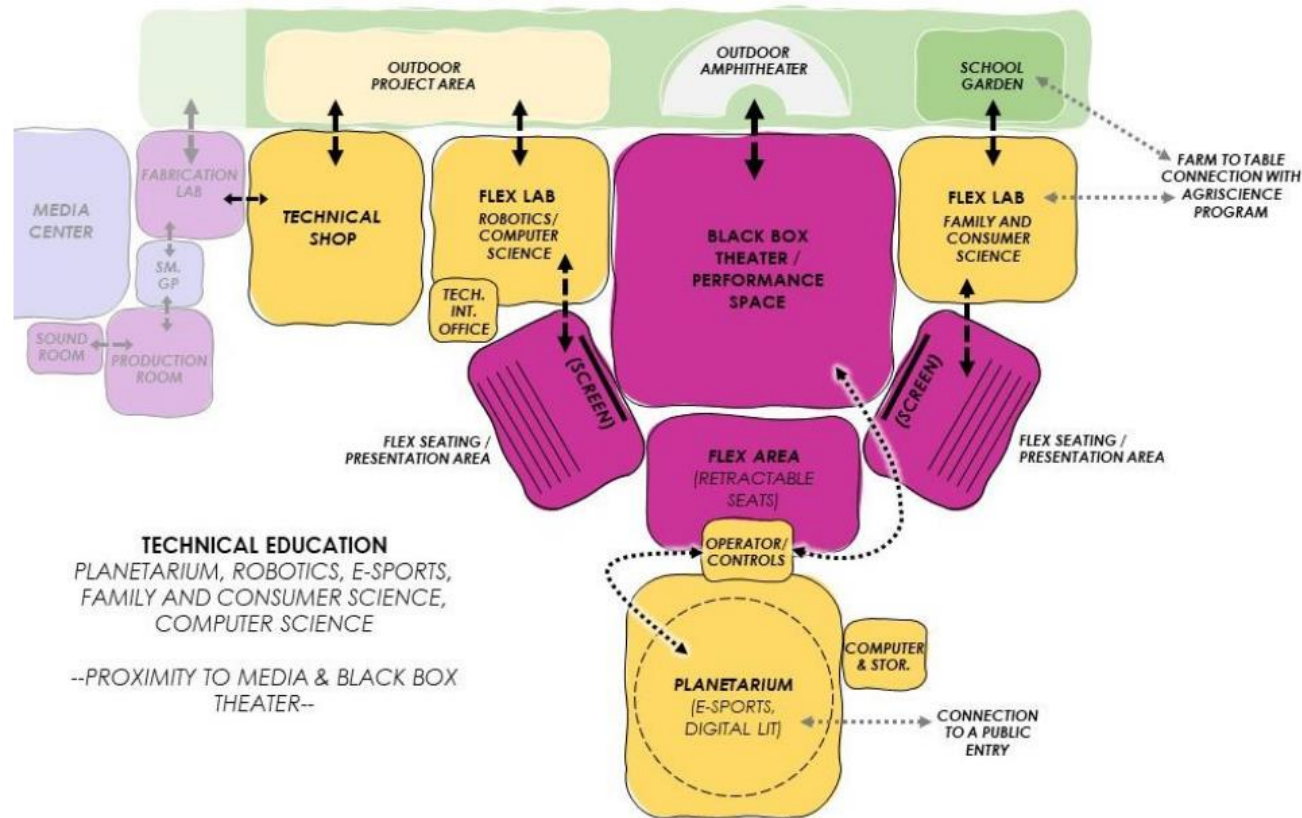 OUTDOOR
PROJECT AREA
OUTDOOR
AMPHITHEATER
SCHOOL
GARDEN
FARM TO TABLE
CONNECTION WITH
AGRISCIENCE
PROGRAM
MEDIA
CENTER
FABRICATION
LAB
SM.
GP
SOUND
ROOM
PRODUCTION
ROOM
TECHNICAL
SHOP
FLEX LAB
ROBOTICS/
COMPUTER
SCIENCE
TECH.
INT.
OFFICE
BLACK BOX
THEATER /
PERFORMANCE
SPACE
FLEX LAB
FAMILY AND
CONSUMER
SCIENCE
(SCREEN)
(SCREEN)
FLEX SEATING /
PRESENTATION AREA
FLEX AREA
(RETRACTABLE
SEATS)
FLEX SEATING /
PRESENTATION AREA
OPERATOR/
CONTROLS
TECHNICAL EDUCATION
PLANETARIUM, ROBOTICS, E-SPORTS,
FAMILY AND CONSUMER SCIENCE,
COMPUTER SCIENCE
--PROXIMITY TO MEDIA & BLACK BOX
THEATER--
PLANETARIUM
(E-SPORTS,
DIGITAL LIT)
COMPUTER
& STOR.
CONNECTION
TO A PUBLIC
ENTRY